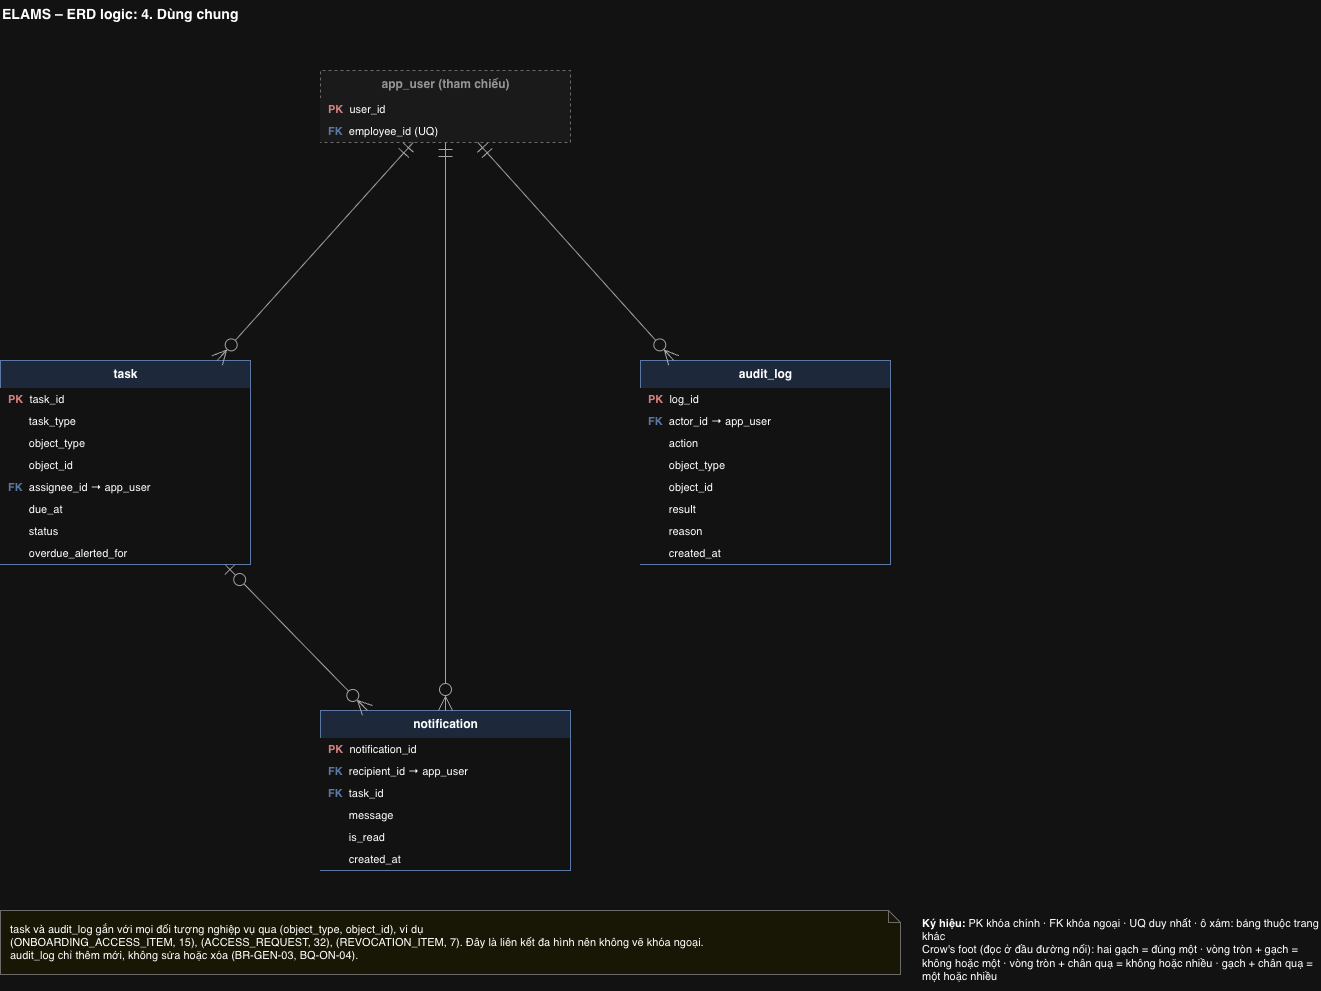 ELAMS – ERD logic: 4. Dùng chung
app_user (tham chiếu)
PK user_id
FK employee_id (UQ)
task
PK task_id
task_type
object_type
object_id
FK assignee_id → app_user
due_at
status
overdue_alerted_for
audit_log
PK log_id
FK actor_id → app_user
action
object_type
object_id
result
reason
created_at
notification
PK notification_id
FK recipient_id → app_user
FK task_id
message
is_read
created_at
task và audit_log gắn với mọi đối tượng nghiệp vụ qua (object_type, object_id), ví dụ
(ONBOARDING_ACCESS_ITEM, 15), (ACCESS_REQUEST, 32), (REVOCATION_ITEM, 7). Đây là liên kết đa hình nên không vẽ khóa ngoại.
audit_log chỉ thêm mới, không sửa hoặc xóa (BR-GEN-03, BQ-ON-04).
Ký hiệu: PK khóa chính · FK khóa ngoại · UQ duy nhất · ô xám: bảng thuộc trang
khác
Crow's foot (đọc ở đầu đường nối): hai gạch = đúng một · vòng tròn + gạch =
không hoặc một · vòng tròn + chân quạ = không hoặc nhiều · gạch + chân quạ =
một hoặc nhiều